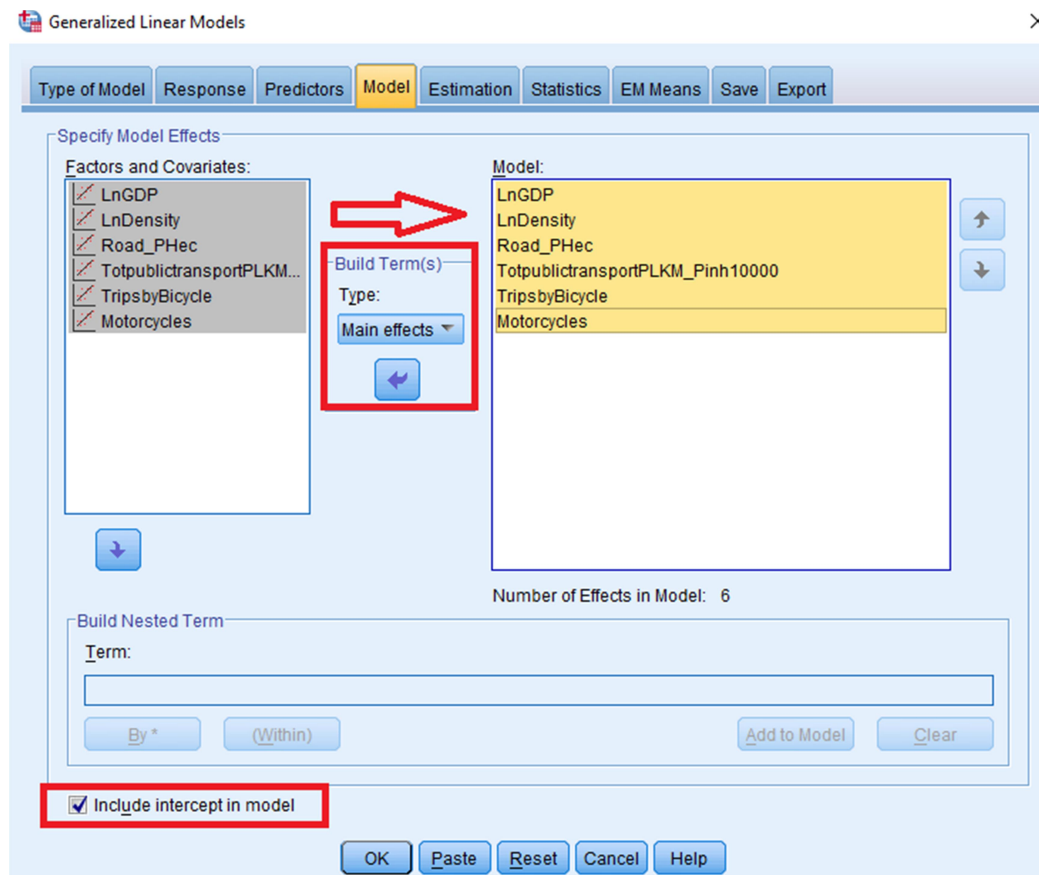 Generalized Linear Models
Type of Model Response Predictors Model Estimation Statistics EM Means Save Export
Specify Model Effects
Factors and Covariates:
LnGDP
LnDensity
Road_PHec
TotpublictransportPLKM...
TripsbyBicycle
Motorcycles
Build Term(s)
Type:
Main effects
Model:
LnGDP
LnDensity
Road_PHec
TotpublictransportPLKM_Pinh10000
TripsbyBicycle
Motorcycles
Number of Effects in Model: 6
Build Nested Term
Term:
By * (Within) Add to Model Clear
Include intercept in model
OK Paste Reset Cancel Help